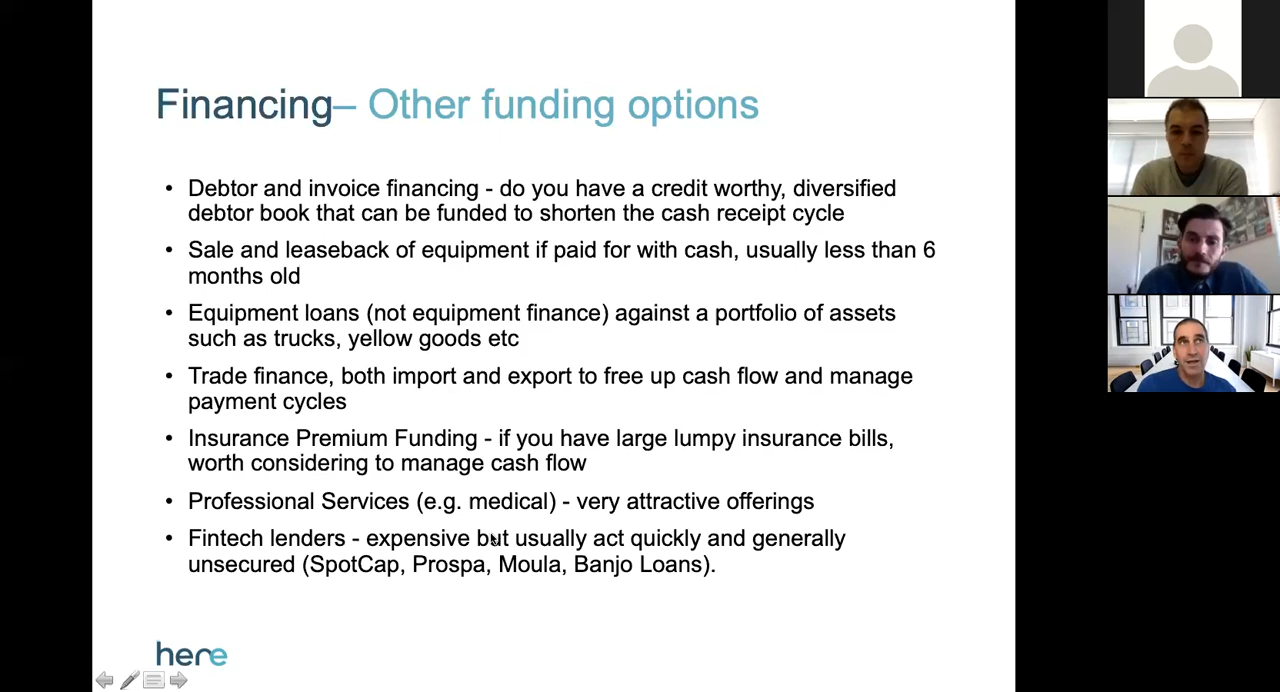 Financing– Other funding options
• Debtor and invoice financing - do you have a credit worthy, diversified
debtor book that can be funded to shorten the cash receipt cycle
• Sale and leaseback of equipment if paid for with cash, usually less than 6
months old
• Equipment loans (not equipment finance) against a portfolio of assets
such as trucks, yellow goods etc
• Trade finance, both import and export to free up cash flow and manage
payment cycles
• Insurance Premium Funding - if you have large lumpy insurance bills,
worth considering to manage cash flow
• Professional Services (e.g. medical) - very attractive offerings
• Fintech lenders - expensive but usually act quickly and generally
unsecured (SpotCap, Prospa, Moula, Banjo Loans).
here